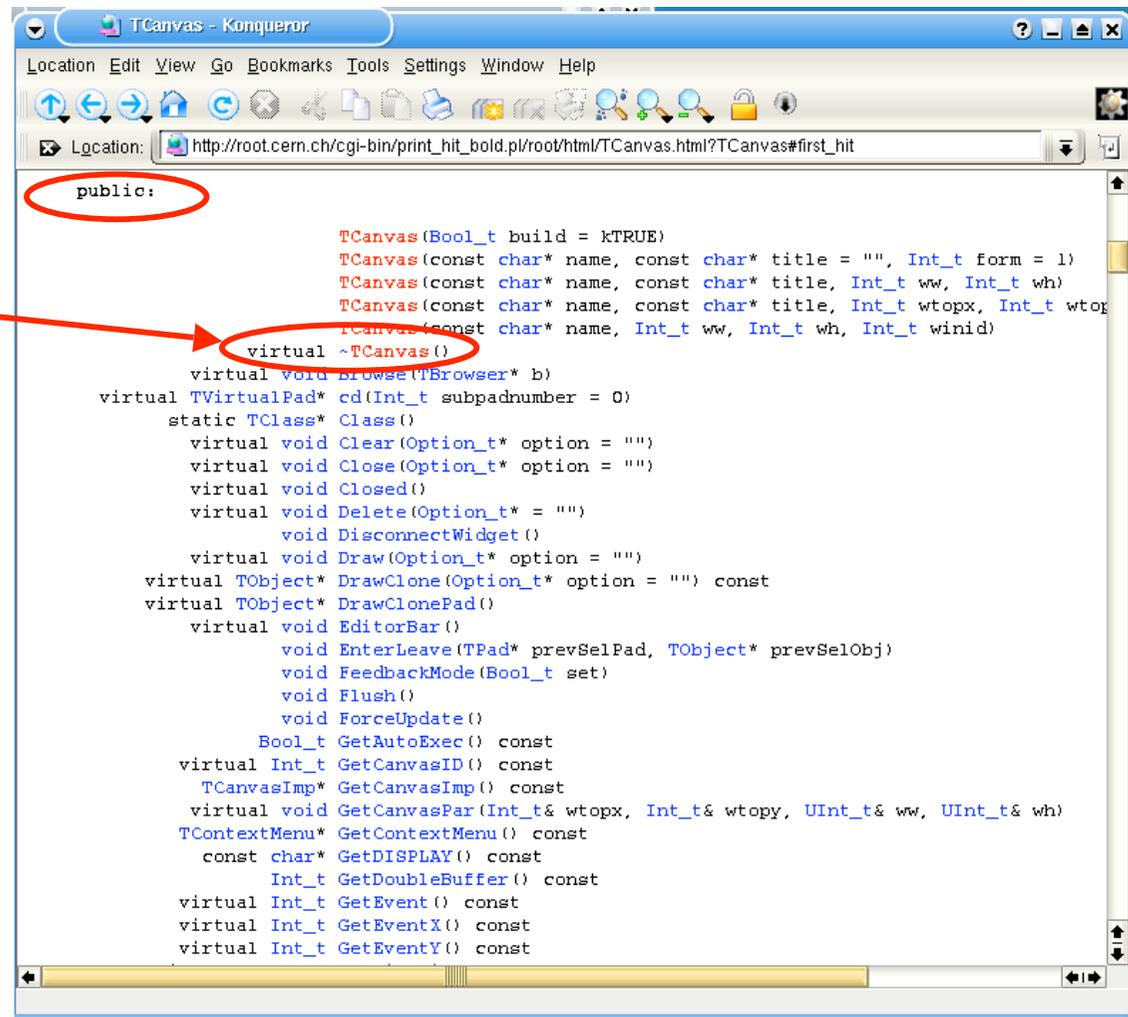 TCanvas - Konqueror
Location Edit View Go Bookmarks Tools Settings Window Help
Location: http://root.cern.ch/cgi-bin/print_hit_bold.pl/root/html/TCanvas.html?TCanvas#first_hit
public:
TCanvas(Bool_t build = kTRUE)
TCanvas(const char* name, const char* title = "", Int_t form = 1)
TCanvas(const char* name, const char* title, Int_t ww, Int_t wh)
TCanvas(const char* name, const char* title, Int_t wtopx, Int_t wtop
TCanvas(const char* name, Int_t ww, Int_t wh, Int_t winid)
virtual ~TCanvas()
virtual void Browse(TBrowser* b)
virtual TVirtualPad* cd(Int_t subpadnumber = 0)
static TClass* Class()
virtual void Clear(Option_t* option = "")
virtual void Close(Option_t* option = "")
virtual void Closed()
virtual void Delete(Option_t* = "")
void DisconnectWidget()
virtual void Draw(Option_t* option = "")
virtual TObject* DrawClone(Option_t* option = "") const
virtual TObject* DrawClonePad()
virtual void EditorBar()
void EnterLeave(TPad* prevSelPad, TObject* prevSelObj)
void FeedbackMode(Bool_t set)
void Flush()
void ForceUpdate()
Bool_t GetAutoExec() const
virtual Int_t GetCanvasID() const
TCanvasImp* GetCanvasImp() const
virtual void GetCanvasPar(Int_t& wtopx, Int_t& wtopy, UInt_t& ww, UInt_t& wh)
TContextMenu* GetContextMenu() const
const char* GetDISPLAY() const
Int_t GetDoubleBuffer() const
virtual Int_t GetEvent() const
virtual Int_t GetEventX() const
virtual Int_t GetEventY() const